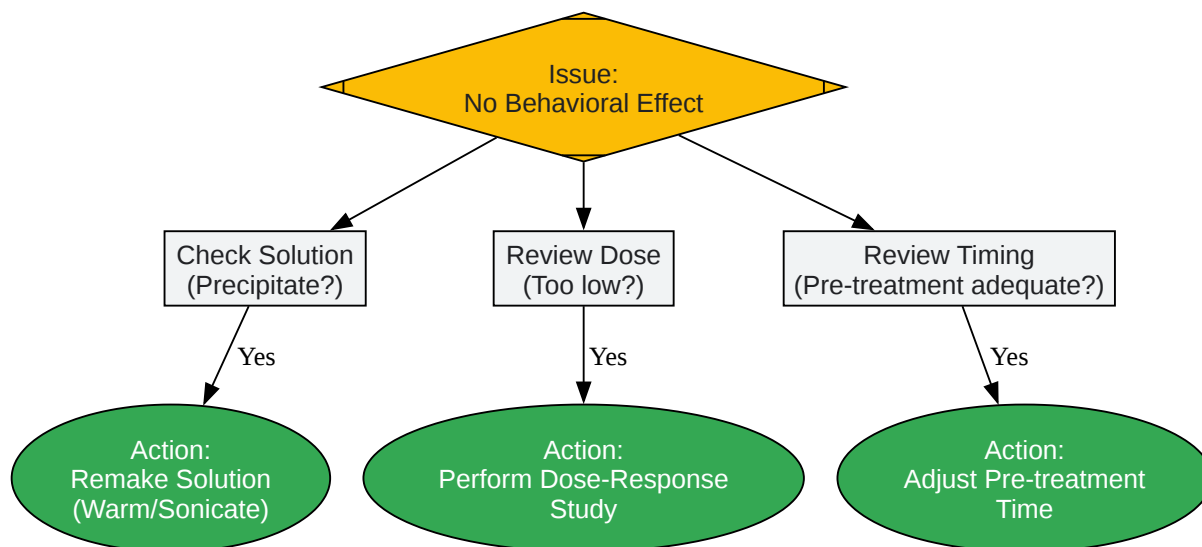 Issue:
No Behavioral Effect
Check Solution
(Precipitate?)
Review Dose
(Too low?)
Review Timing
(Pre-treatment adequate?)
Yes
Yes
Yes
Action:
Remake Solution
(Warm/Sonicate)
Action:
Perform Dose-Response
Study
Action:
Adjust Pre-treatment
Time